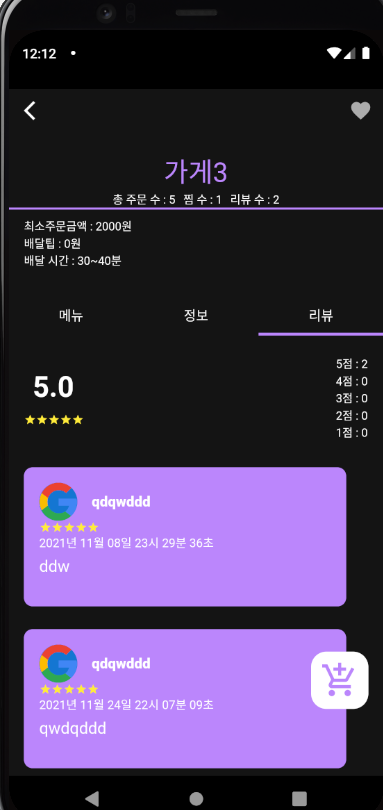 12:12
가게3
총 주문 수 : 5 찜 수 : 1 리뷰 수 : 2
최소주문금액 : 2000원
배달팁 : 0원
배달 시간 : 30~40분
메뉴 정보 리뷰
5.0
5점 : 2
4점 : 0
3점 : 0
2점 : 0
1점 : 0
qdqwddd
2021년 11월 08일 23시 29분 36초
ddw
qdqwddd
2021년 11월 24일 22시 07분 09초
qwdqddd